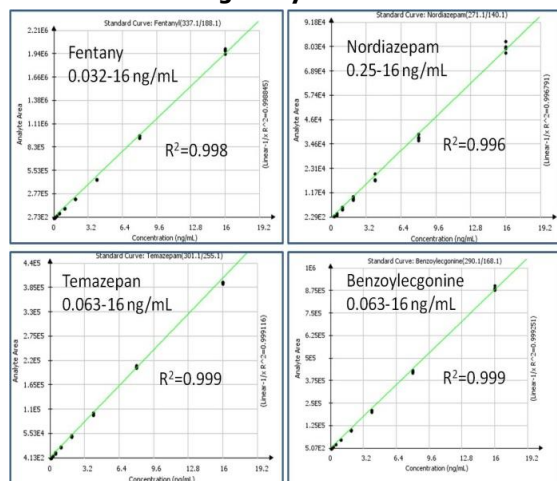 Standard Curve: Fentanyl(337.1/188.1)
Fentany
0.032-16 ng/mL
R²=0.998
Analyte Area
2.21E6
1.94E6
1.66E6
1.38E6
1.11E6
8.3E5
5.53E5
2.77E5
2.73E2
0
3.2
6.4
9.6
12.8
16
19.2
Concentration (ng/mL)
(Linear-1/x R^2=0.998845)
Standard Curve: Nordiazepam(271.1/140.1)
Nordiazepam
0.25-16 ng/mL
R²=0.996
Analyte Area
9.18E4
8.03E4
6.89E4
5.74E4
4.6E4
3.46E4
2.31E4
1.17E4
2.29E2
0
3.2
6.4
9.6
12.8
16
19.2
Concentration (ng/mL)
(Linear-1/x R^2=0.996791)
Standard Curve: Temazepam(301.1/255.1)
Temazepan
0.063-16 ng/mL
R²=0.999
Analyte Area
4.4E5
3.85E5
3.3E5
2.75E5
2.2E5
1.65E5
1.1E5
5.53E4
4.13E2
0
3.2
6.4
9.6
12.8
16
19.2
Concentration (ng/mL)
(Linear-1/x R^2=0.999116)
Standard Curve: Benzoylecgonine(290.1/168.1)
Benzoylecgonine
0.063-16 ng/mL
R²=0.999
Analyte Area
1E6
8.75E5
7.5E5
6.25E5
5E5
3.75E5
2.5E5
1.25E5
5.07E2
0
3.2
6.4
9.6
12.8
16
19.2
Concentration (ng/mL)
(Linear-1/x R^2=0.999251)